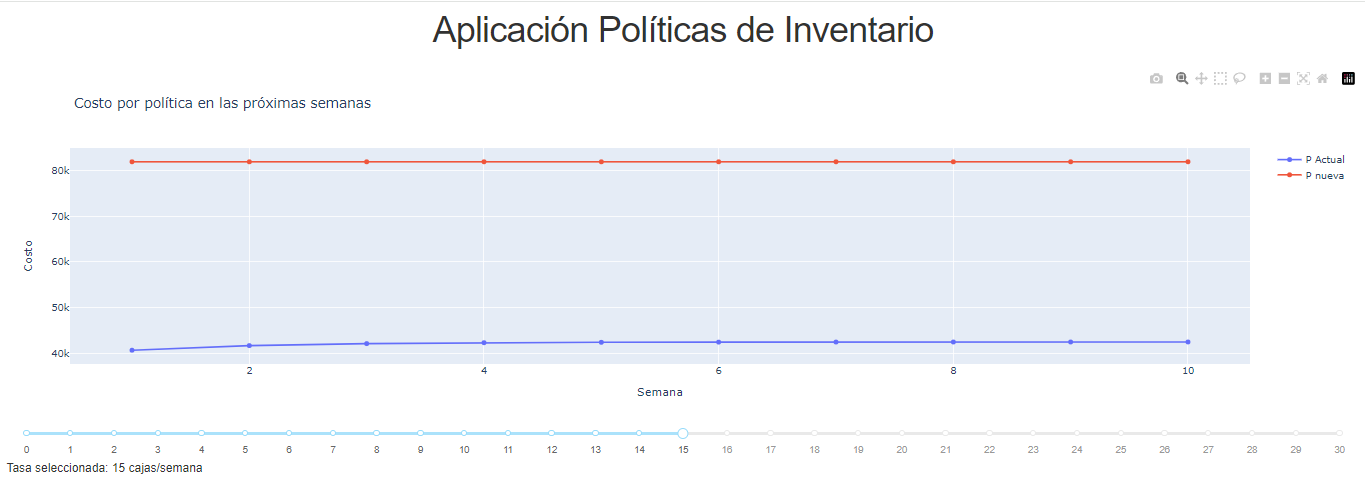 Aplicación Políticas de Inventario
Costo por política en las próximas semanas
80k
70k
60k
50k
40k
Costo
2 4 6 8 10
Semana
P Actual
P nueva
0 1 2 3 4 5 6 7 8 9 10 11 12 13 14 15 16 17 18 19 20 21 22 23 24 25 26 27 28 29 30
Tasa seleccionada: 15 cajas/semana